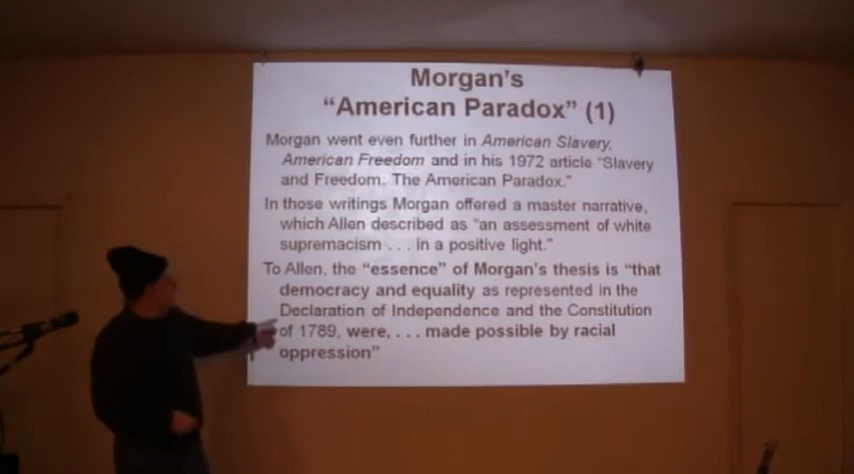 Morgan's
"American Paradox" (1)
Morgan went even further in American Slavery,
American Freedom and in his 1972 article "Slavery
and Freedom: The American Paradox."
In those writings Morgan offered a master narrative,
which Allen described as "an assessment of white
supremacism . . . in a positive light."
To Allen, the "essence" of Morgan's thesis is "that
democracy and equality as represented in the
Declaration of Independence and the Constitution
of 1789, were, . . . made possible by racial
oppression"